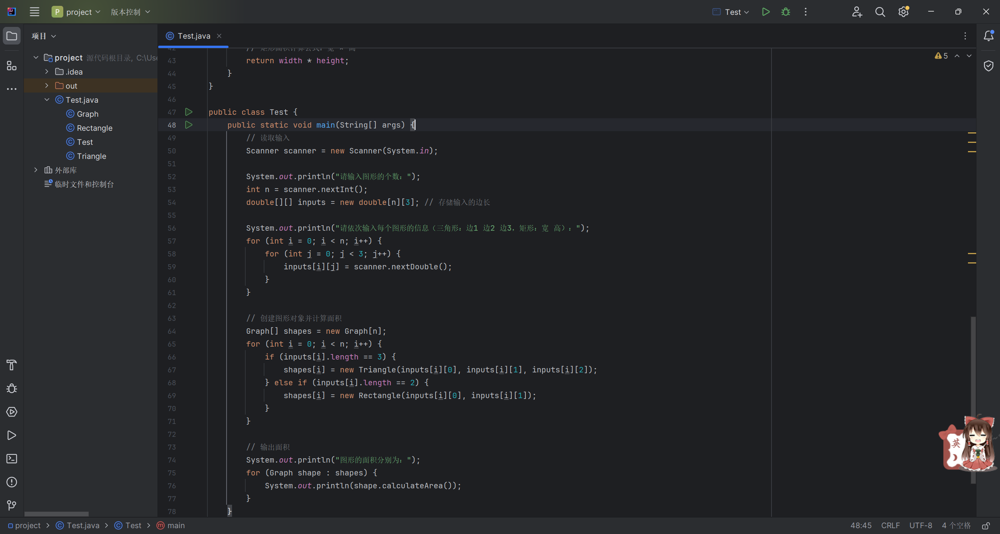 P project 版本控制 Test
项目
Test.java
project 源代码根目录, C:\Use
.idea
out
Test.java
Graph
Rectangle
Test
Triangle
外部库
临时文件和控制台
5
42 // 矩形面积计算公式: 宽 * 高
43 return width * height;
44 }
45 }
46
47 public class Test {
48 public static void main(String[] args) {
49 // 读取输入
50 Scanner scanner = new Scanner(System.in);
51
52 System.out.println("请输入图形的个数: ");
53 int n = scanner.nextInt();
54 double[][] inputs = new double[n][3]; // 存储输入的边长
55
56 System.out.println("请依次输入每个图形的信息（三角形: 边1 边2 边3, 矩形: 宽 高）: ");
57 for (int i = 0; i < n; i++) {
58 for (int j = 0; j < 3; j++) {
59 inputs[i][j] = scanner.nextDouble();
60 }
61 }
62
63 // 创建图形对象并计算面积
64 Graph[] shapes = new Graph[n];
65 for (int i = 0; i < n; i++) {
66 if (inputs[i].length == 3) {
67 shapes[i] = new Triangle(inputs[i][0], inputs[i][1], inputs[i][2]);
68 } else if (inputs[i].length == 2) {
69 shapes[i] = new Rectangle(inputs[i][0], inputs[i][1]);
70 }
71 }
72
73 // 输出面积
74 System.out.println("图形的面积分别为: ");
75 for (Graph shape : shapes) {
76 System.out.println(shape.calculateArea());
77 }
78 }
英
project > Test.java > Test > main
48:45 CRLF UTF-8 4 个空格